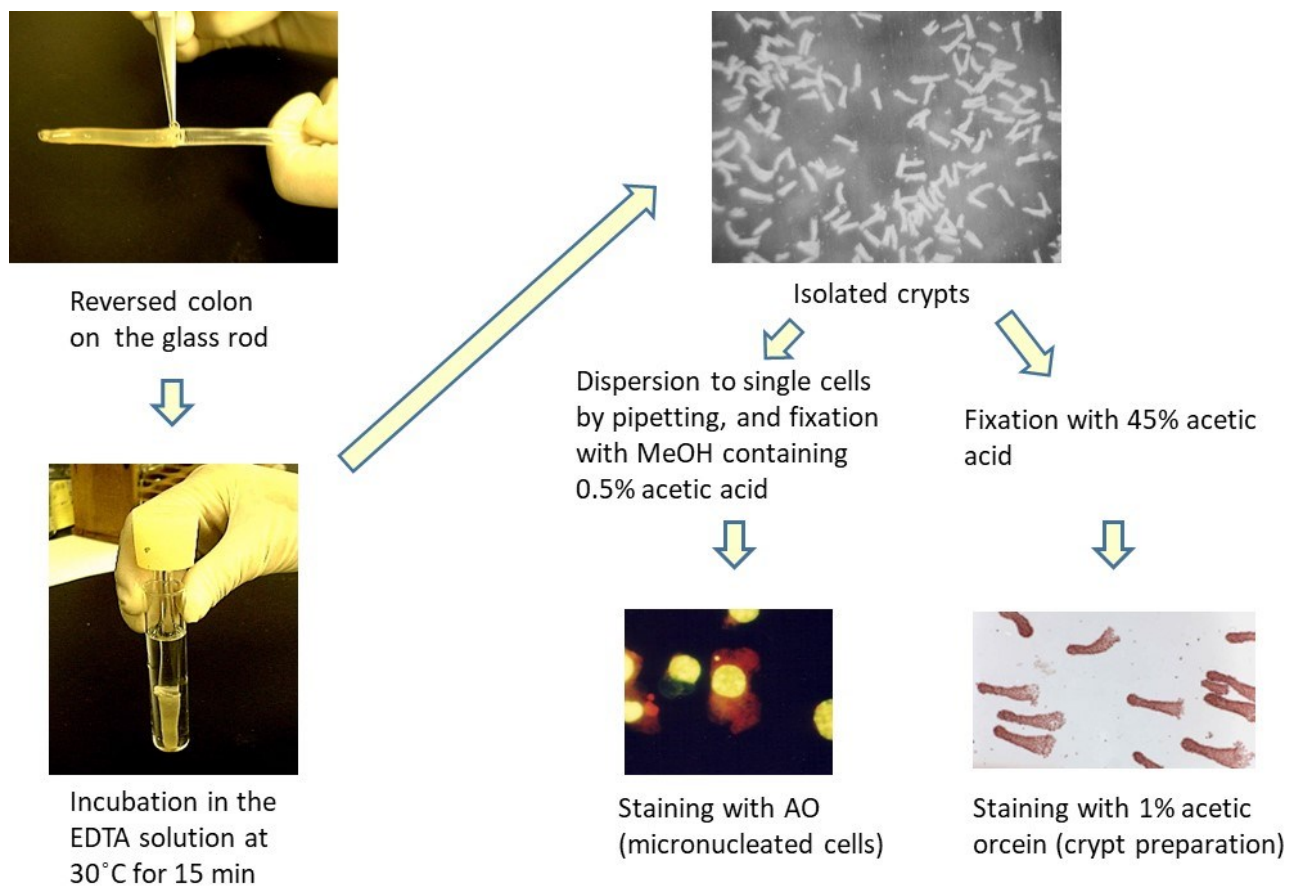 Reversed colon
on the glass rod
Incubation in the
EDTA solution at
30°C for 15 min
Isolated crypts
Dispersion to single cells
by pipetting, and fixation
with MeOH containing
0.5% acetic acid
Fixation with 45% acetic
acid
Staining with AO
(micronucleated cells)
Staining with 1% acetic
orcein (crypt preparation)